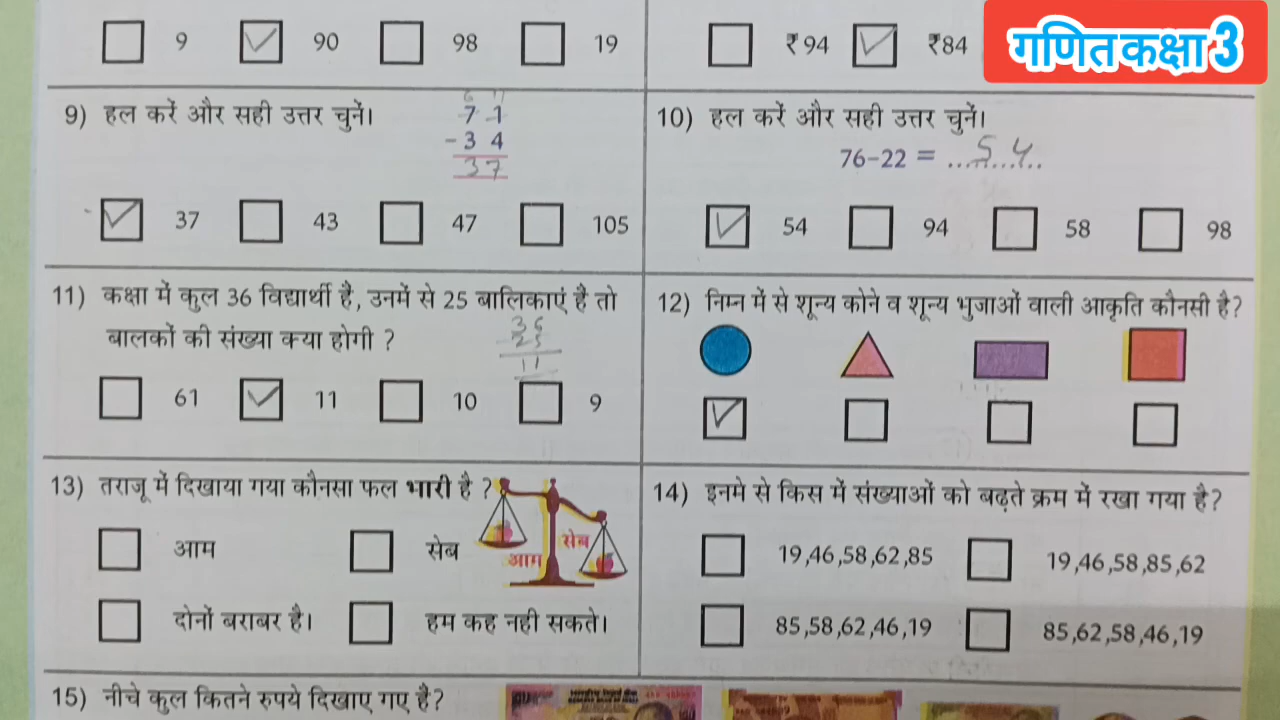 9 90 98 19
₹94 ₹84
गणित कक्षा 3
9) हल करें और सही उत्तर चुनें।
6 11
7 1
- 3 4
37
37 43 47 105
10) हल करें और सही उत्तर चुनें।
76-22 = ..........
54
54 94 58 98
11) कक्षा में कुल 36 विद्यार्थी है, उनमें से 25 बालिकाएं है तो
बालकों की संख्या क्या होगी ?
36
- 25
11
61 11 10 9
12) निम्न में से शून्य कोने व शून्य भुजाओं वाली आकृति कौनसी है?
13) तराजू में दिखाया गया कौनसा फल भारी है ?
आम सेब
आम सेब
दोनों बराबर है। हम कह नही सकते।
14) इनमे से किस में संख्याओं को बढ़ते क्रम में रखा गया है?
19,46,58,62,85 19,46,58,85,62
85,58,62,46,19 85,62,58,46,19
15) नीचे कुल कितने रुपये दिखाए गए है?